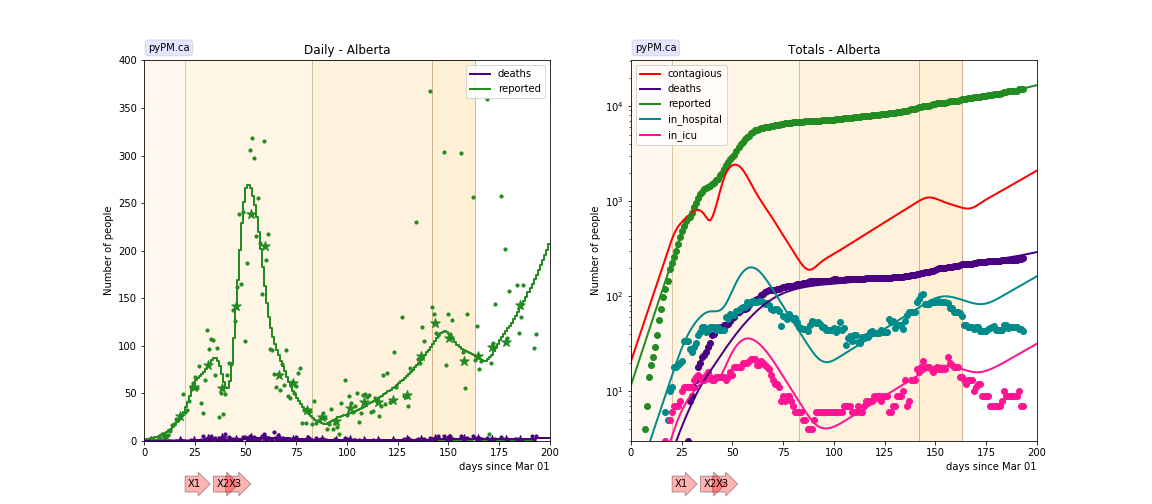 pyPM.ca
Daily - Alberta
deaths
reported
Number of people
400
350
300
250
200
150
100
50
0
0 25 50 75 100 125 150 175 200
days since Mar 01
X1 X2 X3
pyPM.ca
Totals - Alberta
contagious
deaths
reported
in_hospital
in_icu
Number of people
10⁴
10³
10²
10¹
0 25 50 75 100 125 150 175 200
days since Mar 01
X1 X2 X3